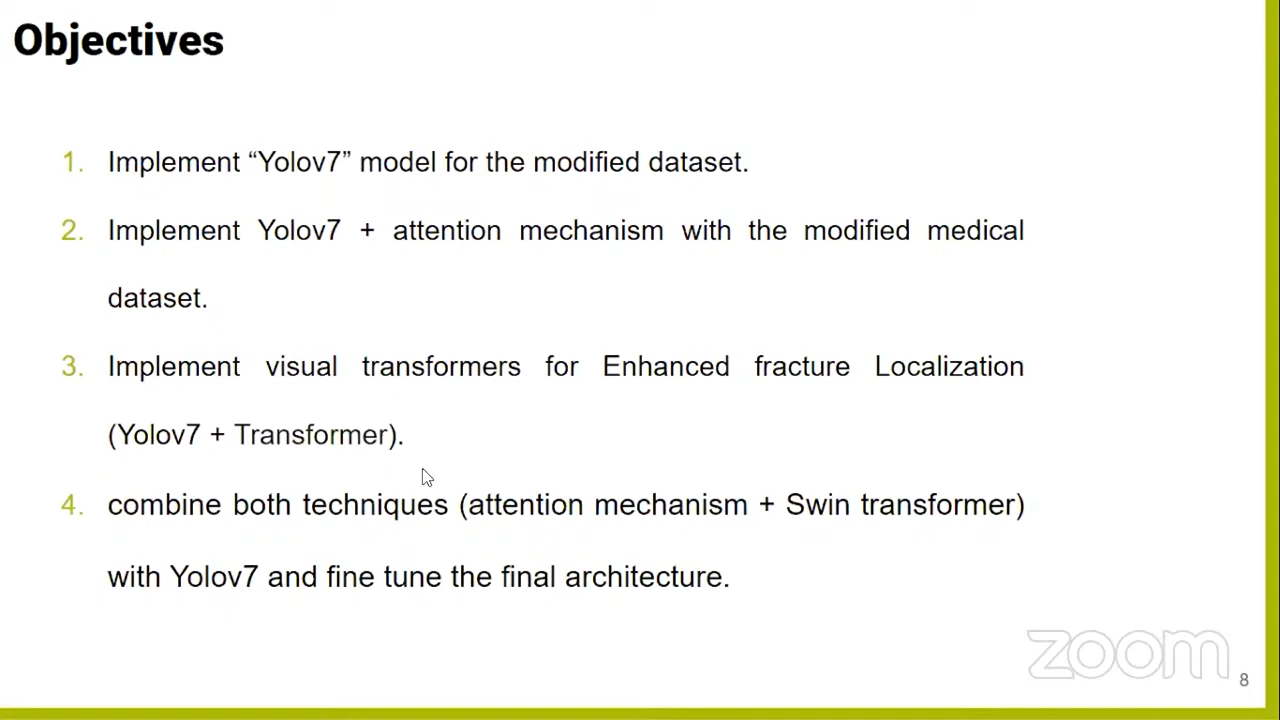 Objectives
1. Implement “Yolov7” model for the modified dataset.
2. Implement Yolov7 + attention mechanism with the modified medical
dataset.
3. Implement visual transformers for Enhanced fracture Localization
(Yolov7 + Transformer).
4. combine both techniques (attention mechanism + Swin transformer)
with Yolov7 and fine tune the final architecture.
zoom
8